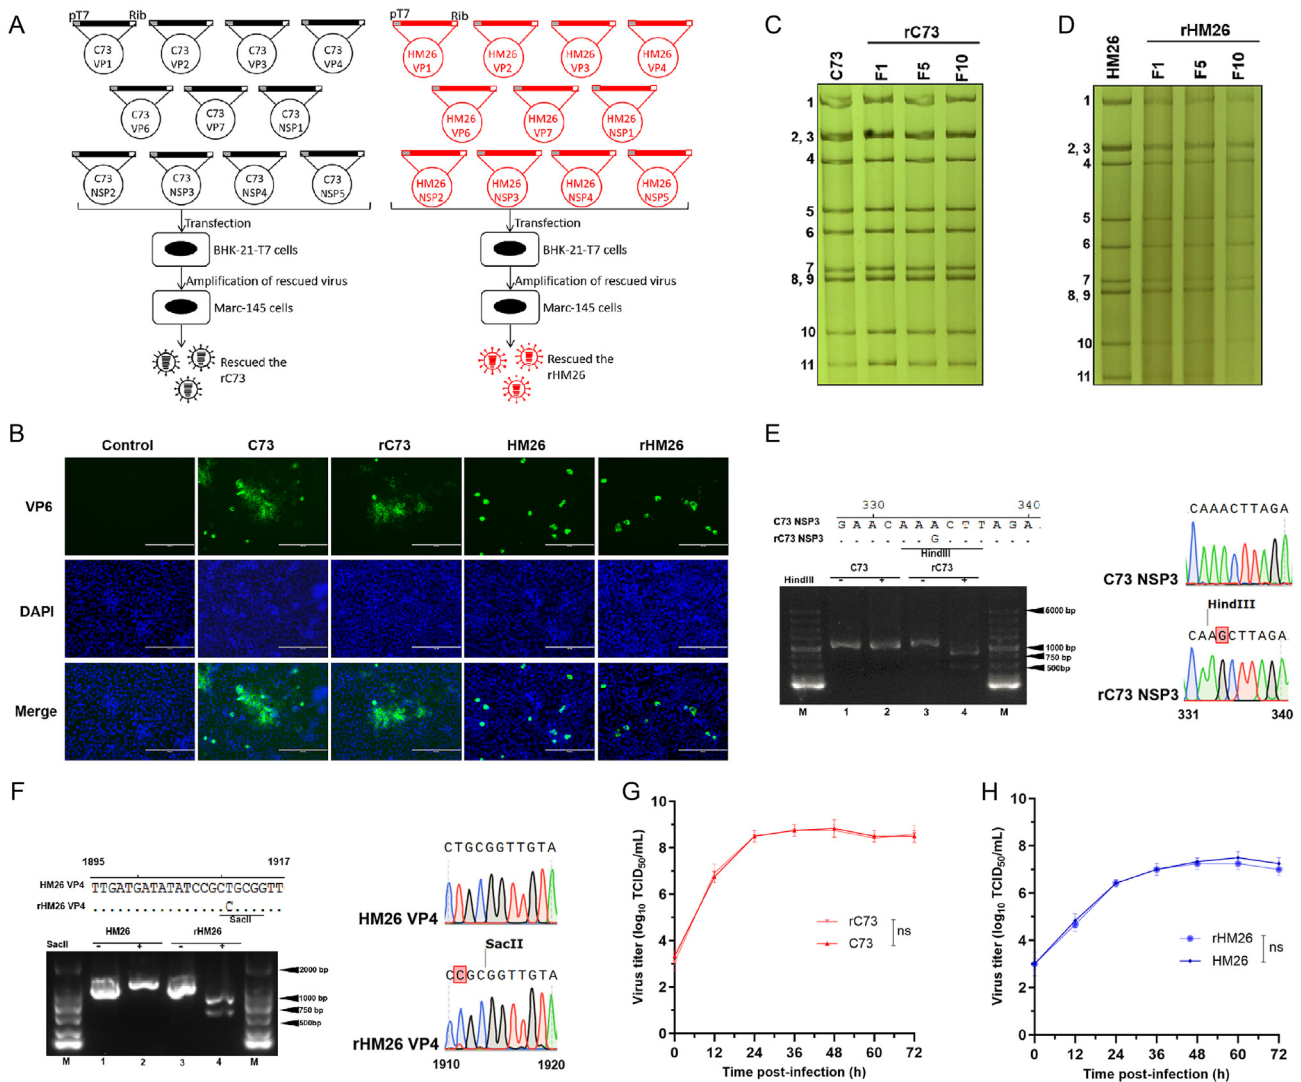 A
pT7
Rib
C73 VP1
C73 VP2
C73 VP3
C73 VP4
C73 VP6
C73 VP7
C73 NSP1
C73 NSP2
C73 NSP3
C73 NSP4
C73 NSP5
Transfection
BHK-21-T7 cells
Amplification of rescued virus
Marc-145 cells
Rescued the
rC73
pT7
Rib
HM26 VP1
HM26 VP2
HM26 VP3
HM26 VP4
HM26 VP6
HM26 VP7
HM26 NSP1
HM26 NSP2
HM26 NSP3
HM26 NSP4
HM26 NSP5
Transfection
BHK-21-T7 cells
Amplification of rescued virus
Marc-145 cells
Rescued the
rHM26
B
Control C73 rC73 HM26 rHM26
VP6
DAPI
Merge
C
rC73
C73 F1 F5 F10
1
2, 3
4
5
6
7
8, 9
10
11
D
rHM26
HM26 F1 F5 F10
1
2, 3
4
5
6
7
8, 9
10
11
E
330 340
C73 NSP3 G A A C A A A C T T A G A
rC73 NSP3 . . . . . . G . . . . . .
HindIII
C73 rC73
HindIII - + - +
5000 bp
1000 bp
750 bp
500bp
M 1 2 3 4 M
CAAACTTAGA
C73 NSP3
HindIII
CAAGCTTAGA
rC73 NSP3
331 340
F
1895 1917
HM26 VP4 TTGATGATATATCCGCTGCGGTT
rHM26 VP4 C
SacII
HM26 rHM26
SacII - + - +
2000 bp
1000 bp
750 bp
500bp
M 1 2 3 4 M
CTGCGGTTGTA
HM26 VP4
SacII
CCGCGGTTGTA
rHM26 VP4
1910 1920
G
Virus titer (log10 TCID50/mL)
10
8
6
4
2
0
rC73
C73
ns
0 12 24 36 48 60 72
Time post-infection (h)
H
Virus titer (log10 TCID50/mL)
10
8
6
4
2
0
rHM26
HM26
ns
0 12 24 36 48 60 72
Time post-infection (h)